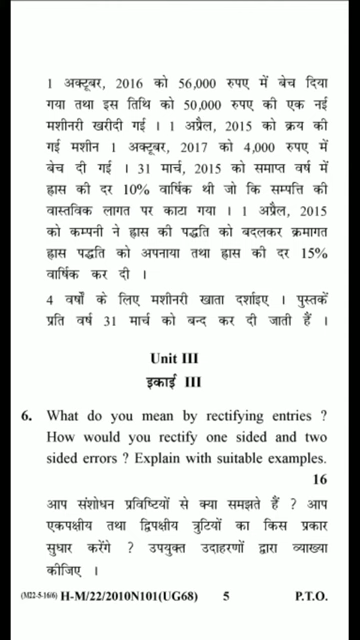 1 अक्टूबर, 2016 को 56,000 रुपए में बेच दिया
गया तथा इस तिथि को 50,000 रुपए की एक नई
मशीनरी खरीदी गई । 1 अप्रैल, 2015 को क्रय की
गई मशीन 1 अक्टूबर, 2017 को 4,000 रुपए में
बेच दी गई । 31 मार्च, 2015 को समाप्त वर्ष में
ह्रास की दर 10% वार्षिक थी जो कि सम्पत्ति की
वास्तविक लागत पर काटा गया । 1 अप्रैल, 2015
को कम्पनी ने ह्रास की पद्धति को बदलकर क्रमागत
ह्रास पद्धति को अपनाया तथा ह्रास की दर 15%
वार्षिक कर दी ।
4 वर्षों के लिए मशीनरी खाता दर्शाइए । पुस्तकें
प्रति वर्ष 31 मार्च को बन्द कर दी जाती हैं ।
Unit III
इकाई III
6. What do you mean by rectifying entries ?
How would you rectify one sided and two
sided errors ? Explain with suitable examples.
16
आप संशोधन प्रविष्टियों से क्या समझते हैं ? आप
एकपक्षीय तथा द्विपक्षीय त्रुटियों का किस प्रकार
सुधार करेंगे ? उपयुक्त उदाहरणों द्वारा व्याख्या
कीजिए ।
(M22-5-16/6) H-M/22/2010N101(UG68) 5 P.T.O.